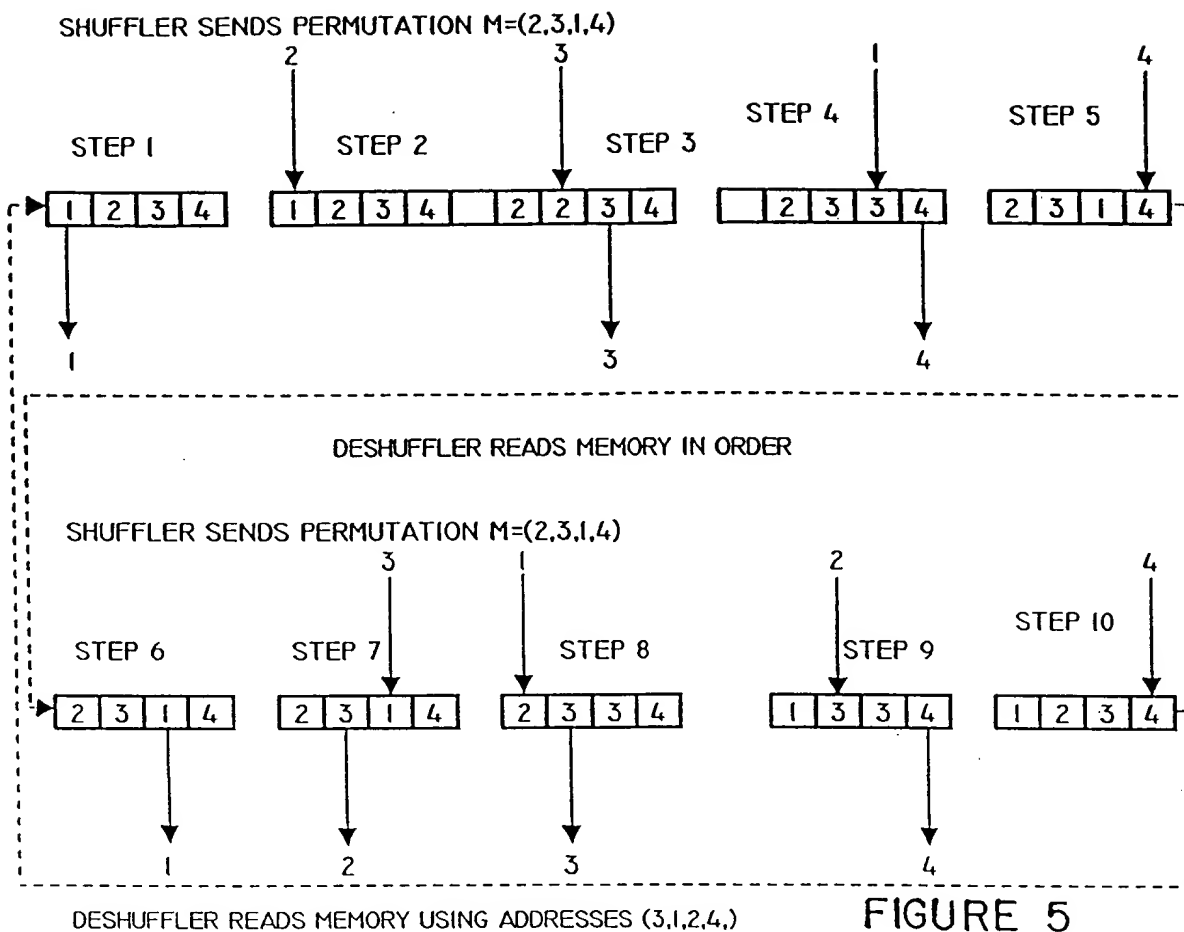 SHUFFLER SENDS PERMUTATION M=(2,3,1,4)
2 3 1 4
STEP 1 STEP 2 STEP 3 STEP 4 STEP 5
1 2 3 4 1 2 3 4 2 2 3 4 2 3 3 4 2 3 1 4
1 3 4
DESHUFFLER READS MEMORY IN ORDER
SHUFFLER SENDS PERMUTATION M=(2,3,1,4)
3 1 2 4
STEP 6 STEP 7 STEP 8 STEP 9 STEP 10
2 3 1 4 2 3 1 4 2 3 3 4 1 3 3 4 1 2 3 4
1 2 3 4
DESHUFFLER READS MEMORY USING ADDRESSES (3,1,2,4,)
FIGURE 5